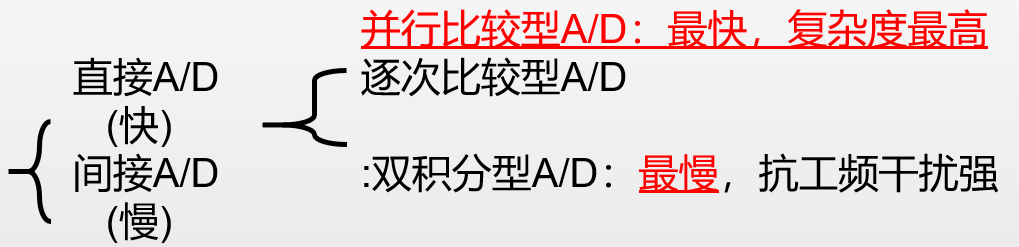 并行比较型A/D：最快，复杂度最高
直接A/D
逐次比较型A/D
(快)
间接A/D
:双积分型A/D：最慢，抗工频干扰强
(慢)